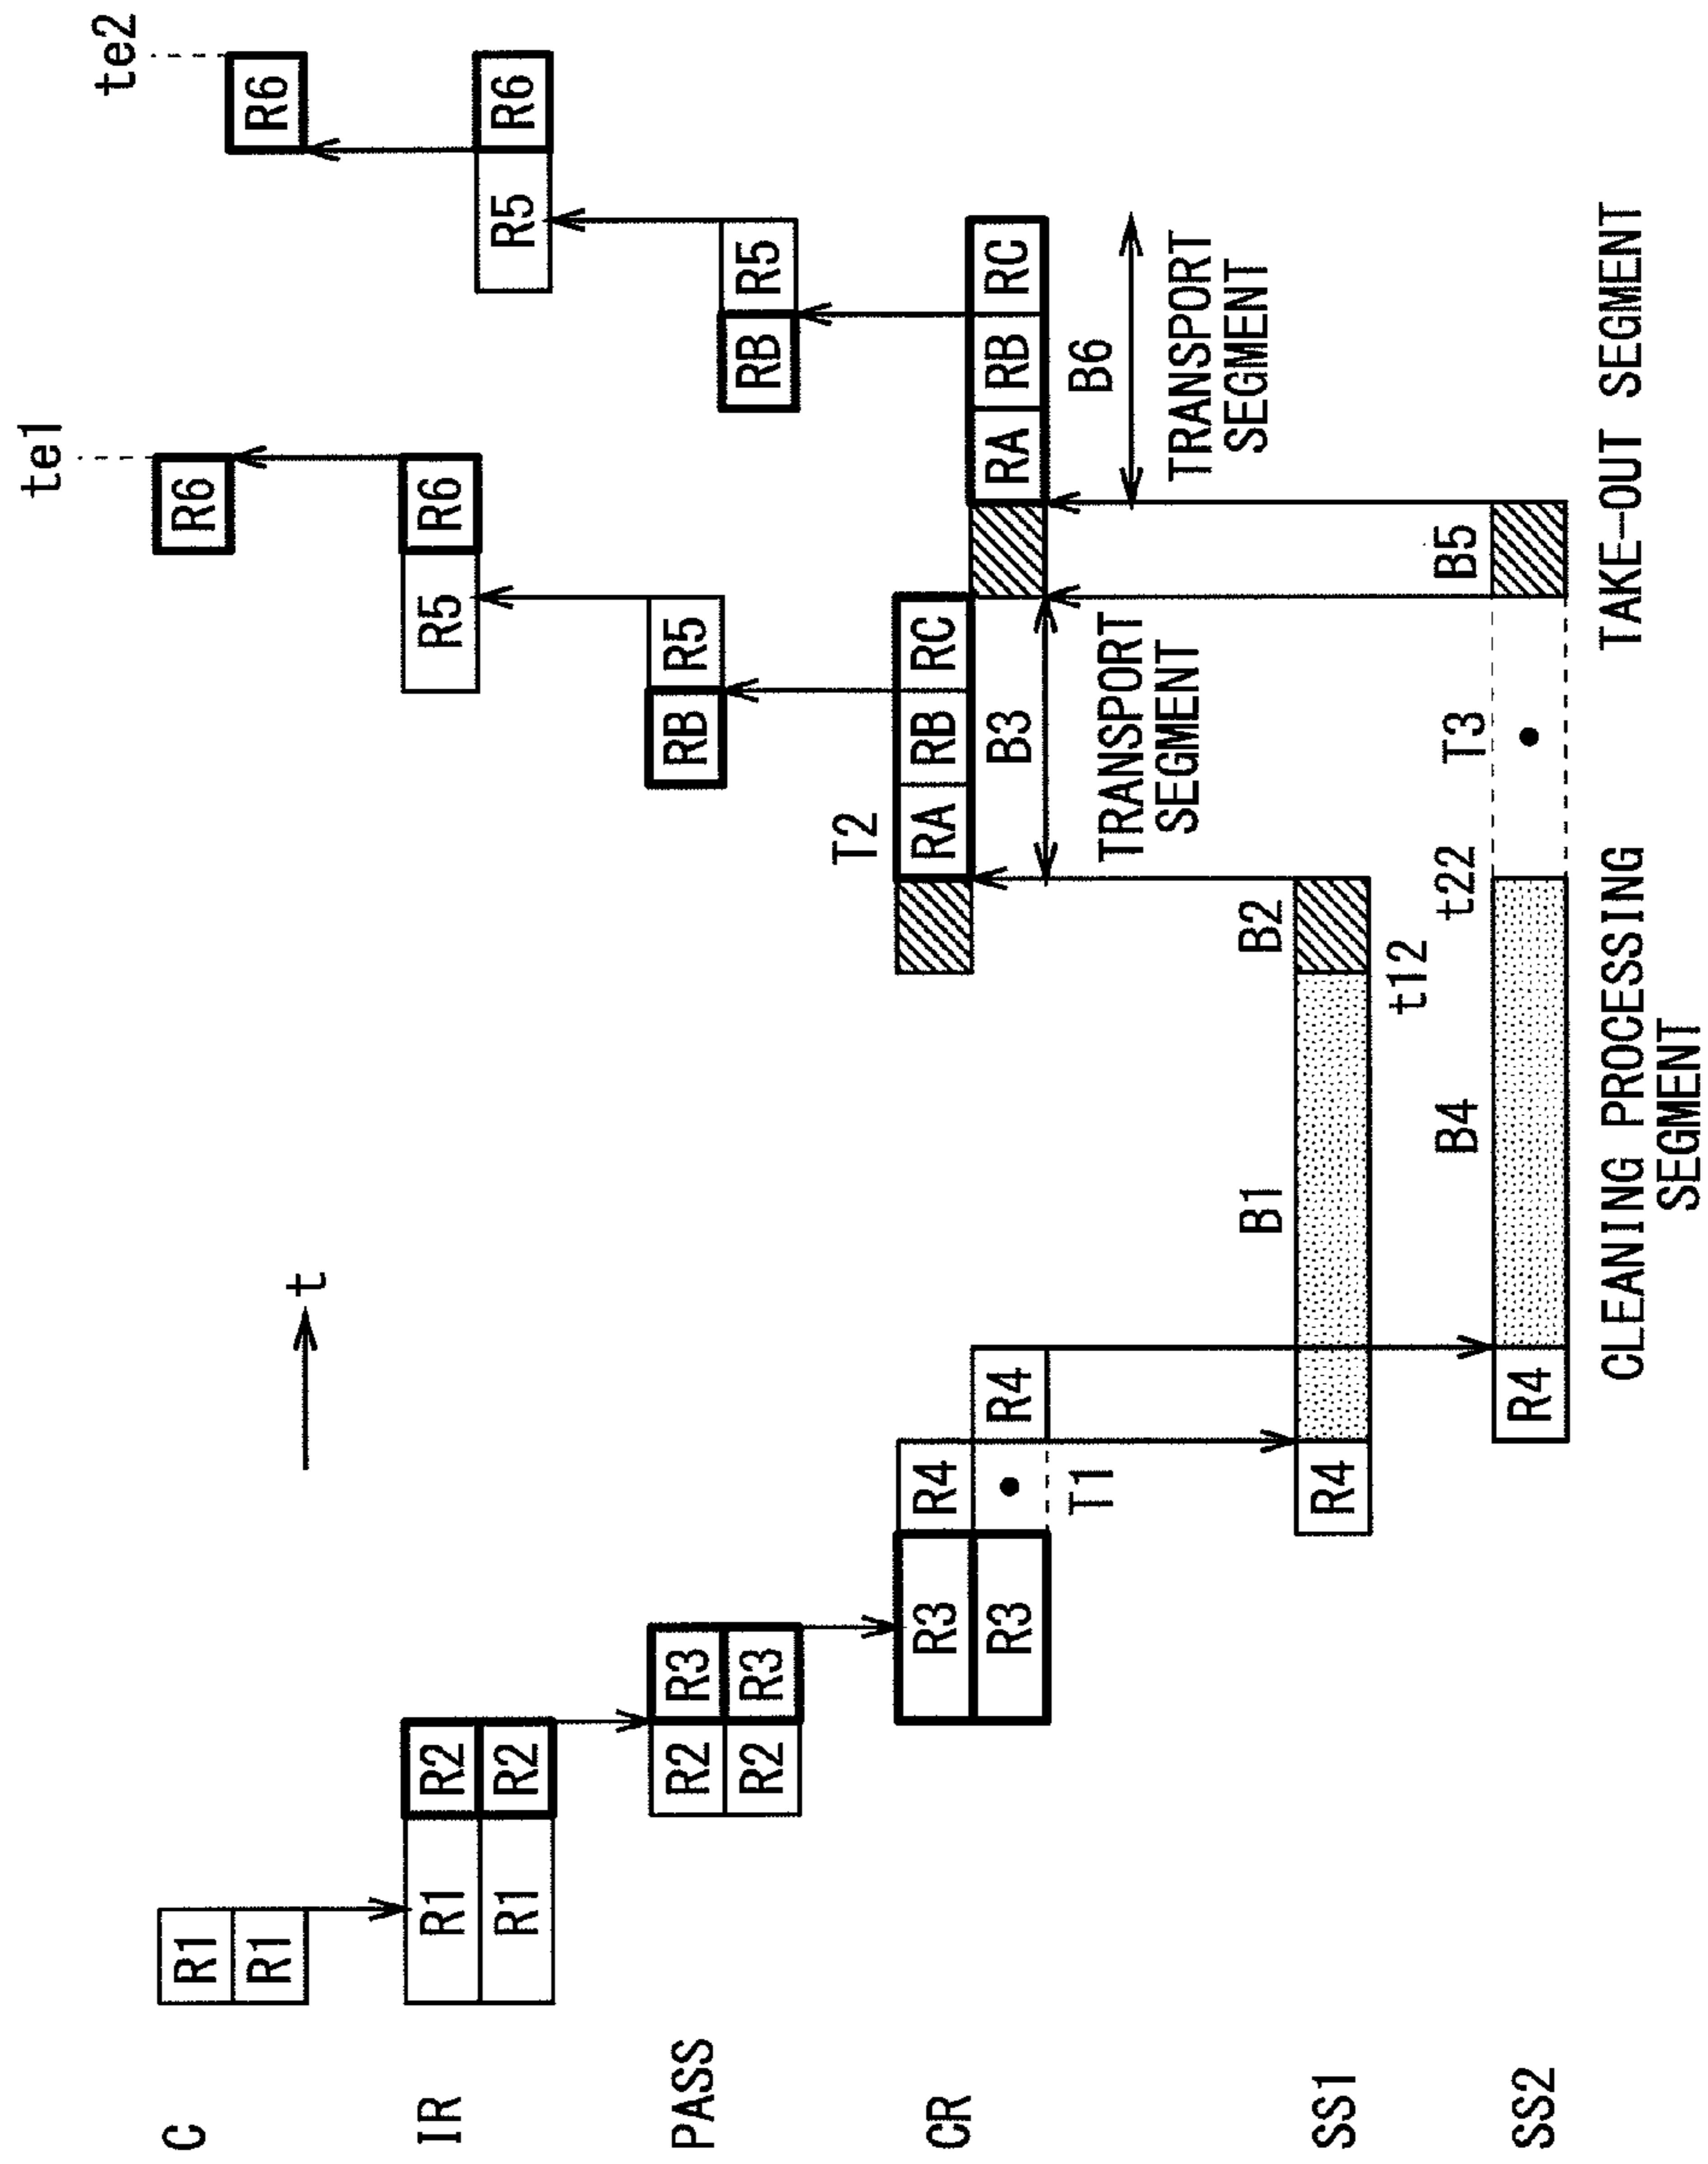 te1
te2
C
R1
R6
R1
R6
t
IR
R1 R2
R5 R6
R1 R2
R5 R6
PASS
R2 R3
RB R5
R2 R3
RB R5
T2
CR
R3 R4
RA RB RC
R3 R4
RA RB RC
B3
T1
B6
TRANSPORT
SEGMENT
TRANSPORT
SEGMENT
B1
B2
SS1
R4
t12
B4
t22
T3
B5
SS2
R4
CLEANING PROCESSING
SEGMENT
TAKE-OUT SEGMENT